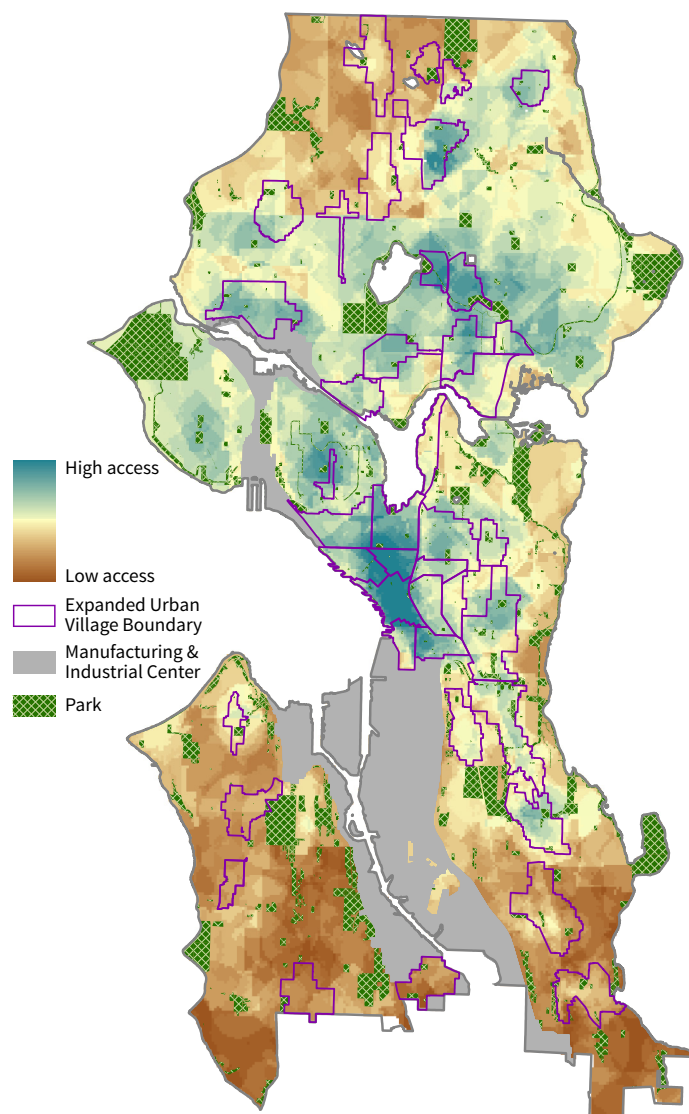 High access
Low access
Expanded Urban
Village Boundary
Manufacturing &
Industrial Center
Park